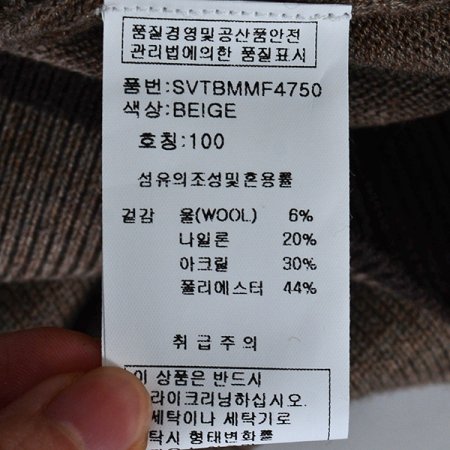 품질경영및공산품안전
관리법에의한 품질표시
품번:SVTBMMF4750
색상:BEIGE
호칭:100
섬유의조성및혼용률
겉감 울(WOOL) 6%
나일론 20%
아크릴 30%
폴리에스터 44%
취급주의
이 상품은 반드시
라이크리닝하십시오.
세탁이나 세탁기로
탁시 형태변화를